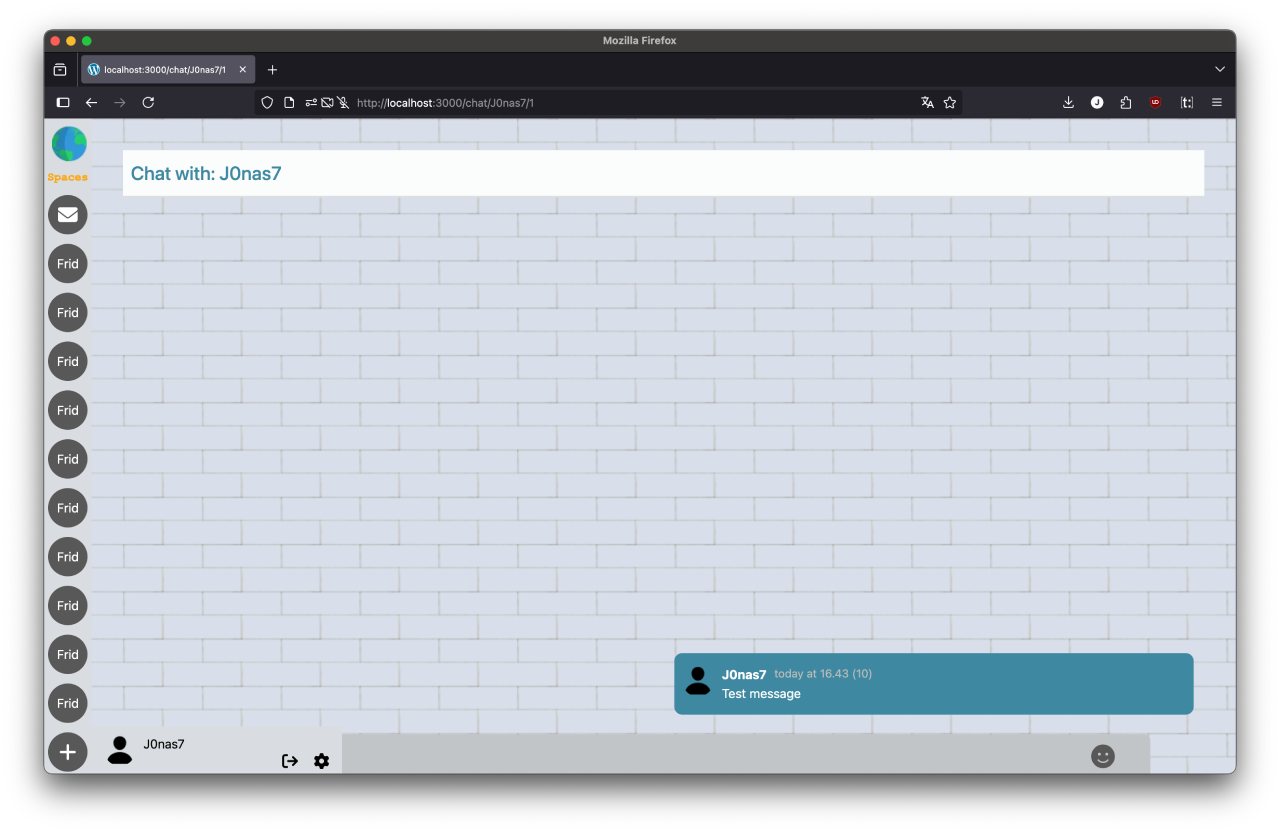 Mozilla Firefox
localhost:3000/chat/J0nas7/1
http://localhost:3000/chat/J0nas7/1
Spaces
Chat with: J0nas7
Frid
Frid
Frid
Frid
Frid
Frid
Frid
Frid
Frid
Frid
J0nas7 today at 16.43 (10)
Test message
J0nas7